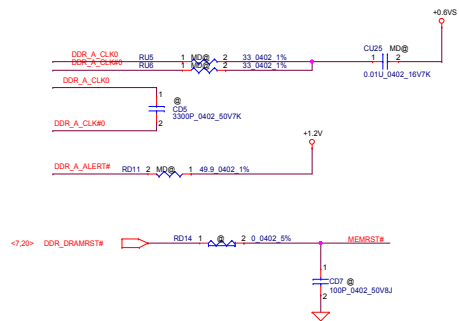 +0.6VS
DDR_A_CLK0 RU5 1 MD@ 2 33_0402_1% CU25 MD@
DDR_A_CLK#0 RU6 1 MD@ 2 33_0402_1% 1 2
0.01U_0402_16V7K
DDR_A_CLK0
1 @
CD5
3300P_0402_50V7K
DDR_A_CLK#0 2
+1.2V
DDR_A_ALERT# RD11 2 MD@ 1 49.9_0402_1%
<7,20> DDR_DRAMRST# RD14 1 @ 2 0_0402_5% MEMRST#
1
CD7 @
100P_0402_50V8J
2